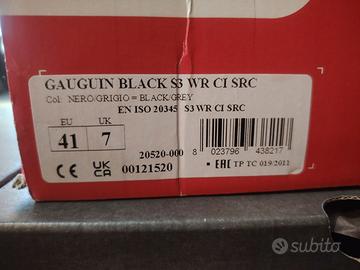 GAUGUIN BLACK S3 WR CI SRC
Col: NERO/GRIGIO = BLACK/GREY
EN ISO 20345 S3 WR CI SRC
EU UK
41 7
20520-000
8 023796 438217
CE UK CA 00121520
EAC TP TC 019/2011
subito